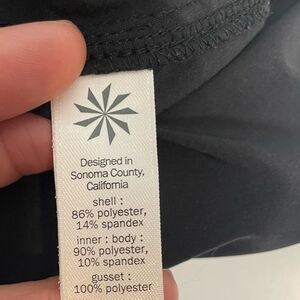 Designed in
Sonoma County,
California
shell :
86% polyester,
14% spandex
inner : body :
90% polyester,
10% spandex
gusset :
100% polyester